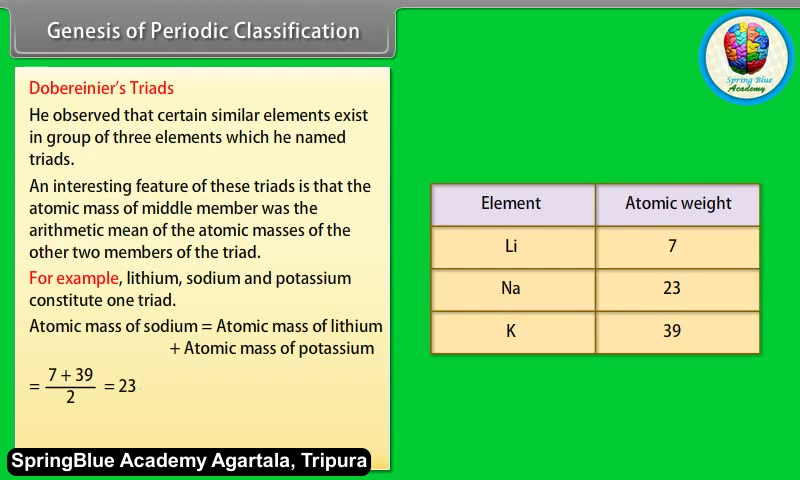 Genesis of Periodic Classification
Spring Blue
Academy
Dobereinier's Triads
He observed that certain similar elements exist
in group of three elements which he named
triads.
An interesting feature of these triads is that the
atomic mass of middle member was the
arithmetic mean of the atomic masses of the
other two members of the triad.
For example, lithium, sodium and potassium
constitute one triad.
Atomic mass of sodium = Atomic mass of lithium
+ Atomic mass of potassium
= (7 + 39) / 2 = 23
Element Atomic weight
Li 7
Na 23
K 39
SpringBlue Academy Agartala, Tripura